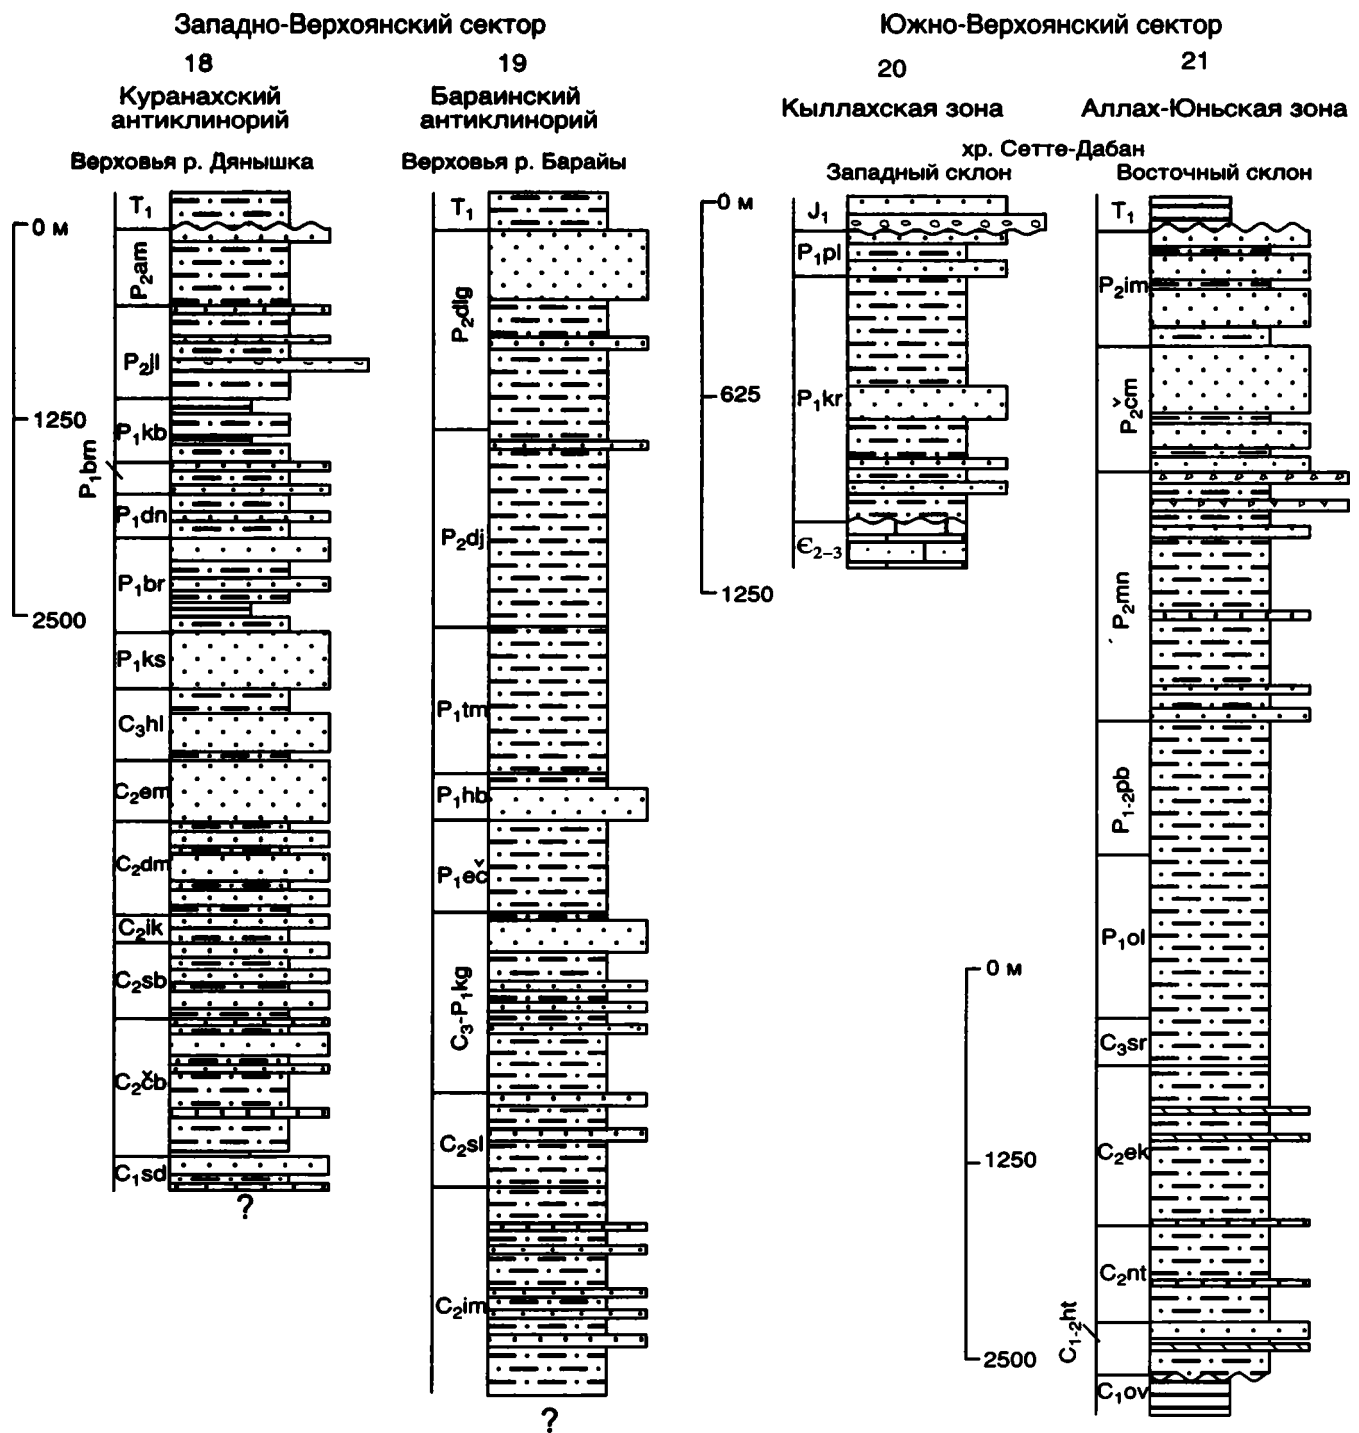 Западно-Верхоянский сектор
18
Куранахский
антиклинорий
Верховья р. Дянышка
0 м
1250
2500
T₁
P₂am
P₂jl
P₁kb
P₁bm
P₁dn
P₁br
P₁ks
C₃hl
C₂em
C₂dm
C₂ik
C₂sb
C₂čb
C₁sd
?
19
Бараинский
антиклинорий
Верховья р. Барайы
T₁
P₂dlg
P₂dj
P₁tm
P₁hb
P₁eč
C₃-P₁kg
C₂sl
C₂im
?
Южно-Верхоянский сектор
20
Кыллахская зона
хр. Сетте-Дабан
Западный склон
0 м
625
1250
J₁
P₁pl
P₁kr
Є₂₋₃
21
Аллах-Юньская зона
Восточный склон
T₁
P₂im
P₂čm
P₂mn
P₁₋₂pb
P₁ol
C₃sr
C₂ek
C₂nt
C₁₋₂ht
C₁ov
0 м
1250
2500